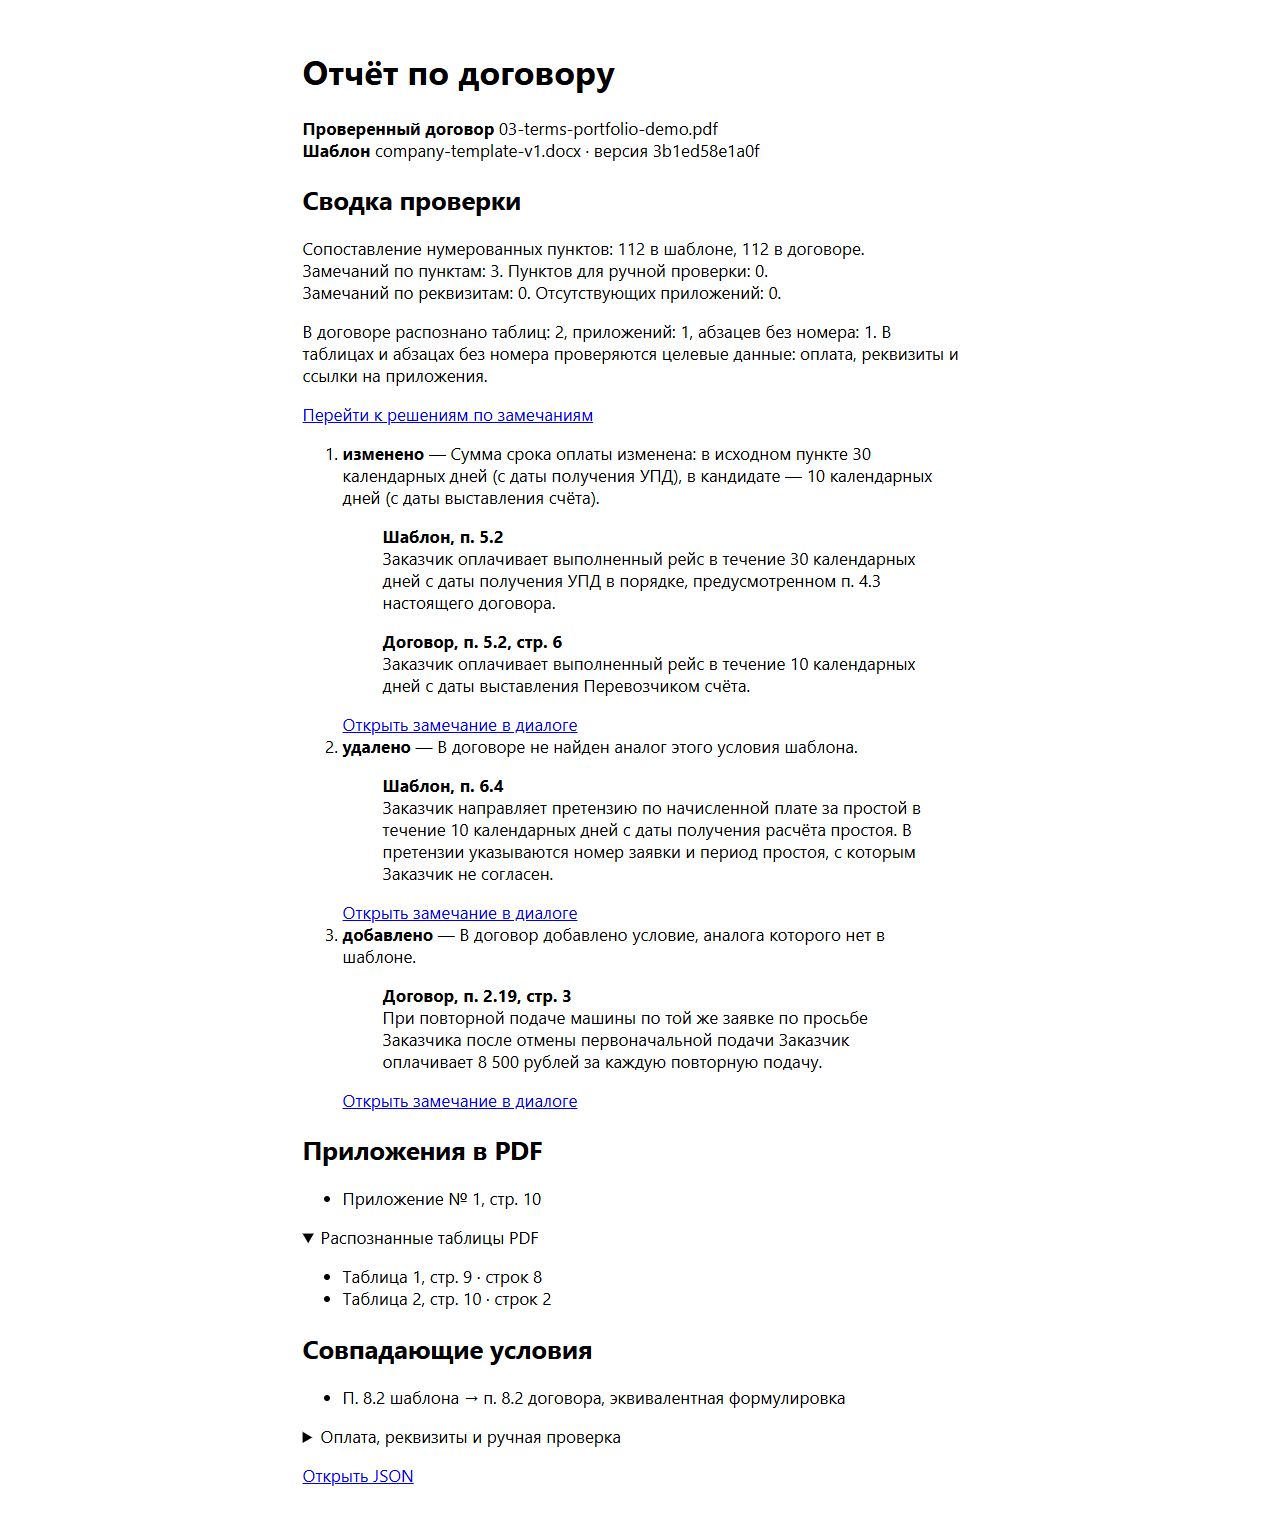 Отчёт по договору
Проверенный договор 03-terms-portfolio-demo.pdf
Шаблон company-template-v1.docx · версия 3b1ed58e1a0f
Сводка проверки
Сопоставление нумерованных пунктов: 112 в шаблоне, 112 в договоре.
Замечаний по пунктам: 3. Пунктов для ручной проверки: 0.
Замечаний по реквизитам: 0. Отсутствующих приложений: 0.
В договоре распознано таблиц: 2, приложений: 1, абзацев без номера: 1. В
таблицах и абзацах без номера проверяются целевые данные: оплата, реквизиты и
ссылки на приложения.
Перейти к решениям по замечаниям
1. изменено — Сумма срока оплаты изменена: в исходном пункте 30
календарных дней (с даты получения УПД), в кандидате — 10 календарных
дней (с даты выставления счёта).
Шаблон, п. 5.2
Заказчик оплачивает выполненный рейс в течение 30 календарных
дней с даты получения УПД в порядке, предусмотренном п. 4.3
настоящего договора.
Договор, п. 5.2, стр. 6
Заказчик оплачивает выполненный рейс в течение 10 календарных
дней с даты выставления Перевозчиком счёта.
Открыть замечание в диалоге
2. удалено — В договоре не найден аналог этого условия шаблона.
Шаблон, п. 6.4
Заказчик направляет претензию по начисленной плате за простой в
течение 10 календарных дней с даты получения расчёта простоя. В
претензии указываются номер заявки и период простоя, с которым
Заказчик не согласен.
Открыть замечание в диалоге
3. добавлено — В договор добавлено условие, аналога которого нет в
шаблоне.
Договор, п. 2.19, стр. 3
При повторной подаче машины по той же заявке по просьбе
Заказчика после отмены первоначальной подачи Заказчик
оплачивает 8 500 рублей за каждую повторную подачу.
Открыть замечание в диалоге
Приложения в PDF
• Приложение № 1, стр. 10
▼ Распознанные таблицы PDF
• Таблица 1, стр. 9 · строк 8
• Таблица 2, стр. 10 · строк 2
Совпадающие условия
• П. 8.2 шаблона → п. 8.2 договора, эквивалентная формулировка
▶ Оплата, реквизиты и ручная проверка
Открыть JSON